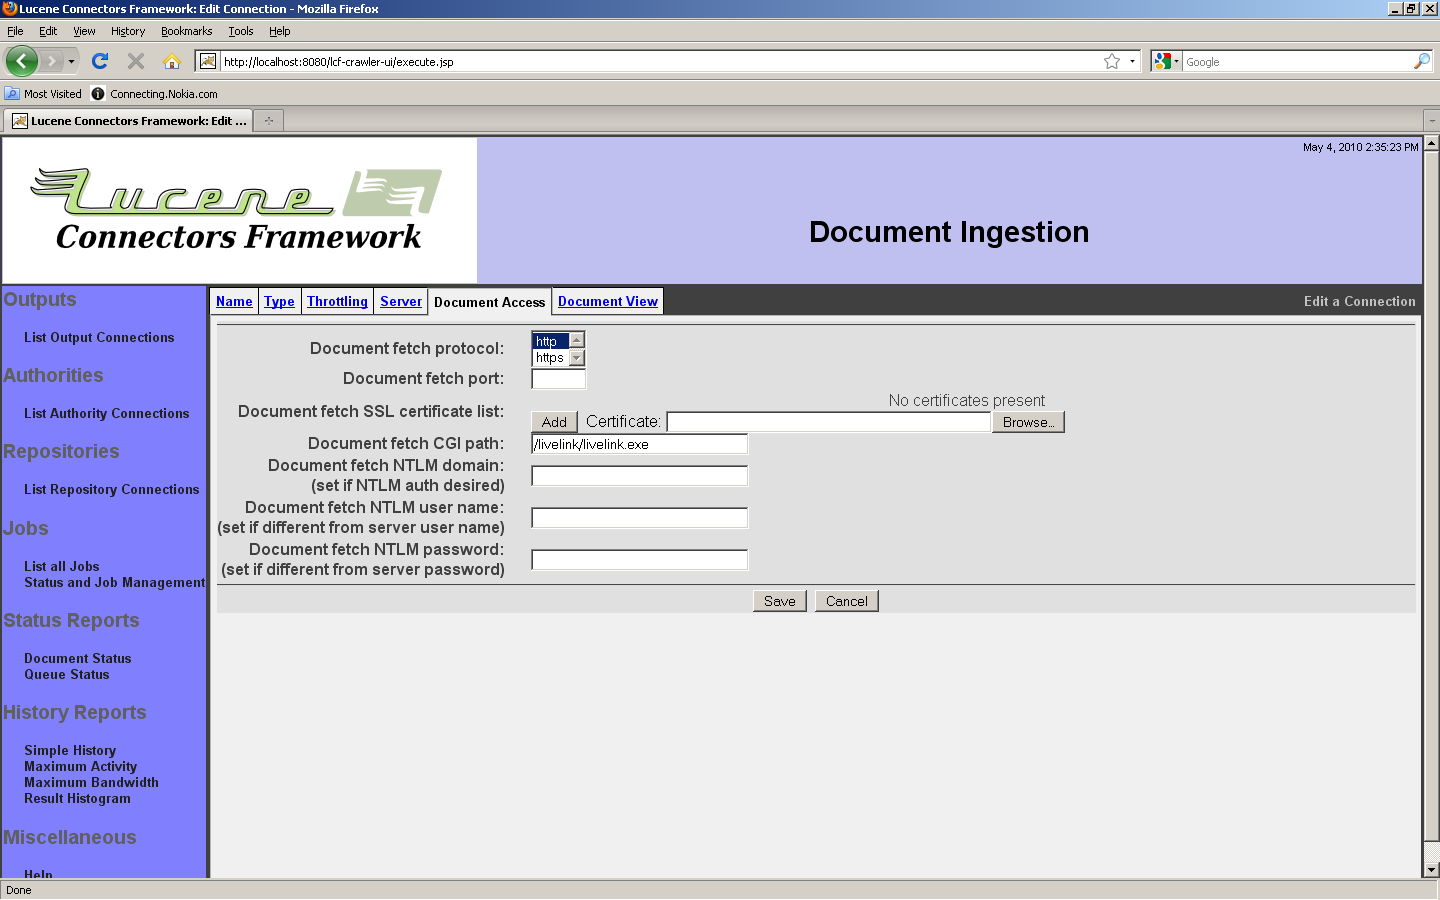 Lucene Connectors Framework: Edit Connection - Mozilla Firefox
File Edit View History Bookmarks Tools Help
http://localhost:8080/lcf-crawler-ui/execute.jsp
Google
Most Visited Connecting.Nokia.com
Lucene Connectors Framework: Edit ...
May 4, 2010 2:35:23 PM
Lucene
Connectors Framework
Document Ingestion
Outputs
List Output Connections
Authorities
List Authority Connections
Repositories
List Repository Connections
Jobs
List all Jobs
Status and Job Management
Status Reports
Document Status
Queue Status
History Reports
Simple History
Maximum Activity
Maximum Bandwidth
Result Histogram
Miscellaneous
Help
Name Type Throttling Server Document Access Document View
Edit a Connection
Document fetch protocol: http
https
Document fetch port:
No certificates present
Document fetch SSL certificate list:
Add Certificate: Browse...
Document fetch CGI path: /livelink/livelink.exe
Document fetch NTLM domain:
(set if NTLM auth desired)
Document fetch NTLM user name:
(set if different from server user name)
Document fetch NTLM password:
(set if different from server password)
Save Cancel
Done